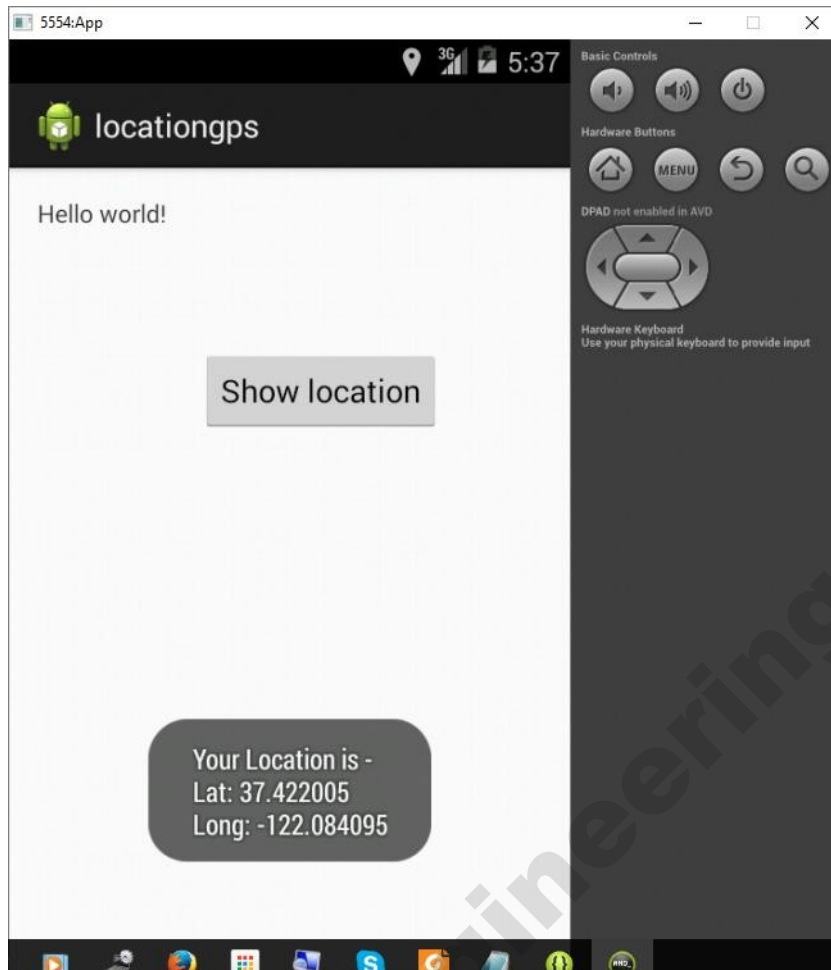 5554:App
3G
5:37
locationgps
Hello world!
Show location
Your Location is -
Lat: 37.422005
Long: -122.084095
Basic Controls
Hardware Buttons
MENU
DPAD not enabled in AVD
Hardware Keyboard
Use your physical keyboard to provide input